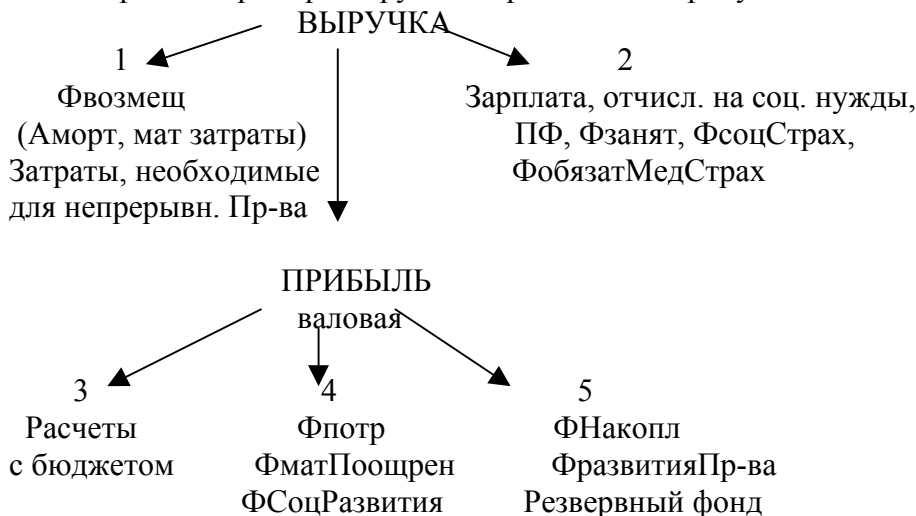 ВЫРУЧКА
1
Фвозмещ
(Аморт, мат затраты)
Затраты, необходимые
для непрерывн. Пр-ва
2
Зарплата, отчисл. на соц. нужды,
ПФ, Фзанят, ФсоцСтрах,
ФобязатМедСтрах
ПРИБЫЛЬ
валовая
3
Расчеты
с бюджетом
4
Фпотр
ФматПоощрен
ФСоцРазвития
5
ФНакопл
ФразвитияПр-ва
Резвервный фонд